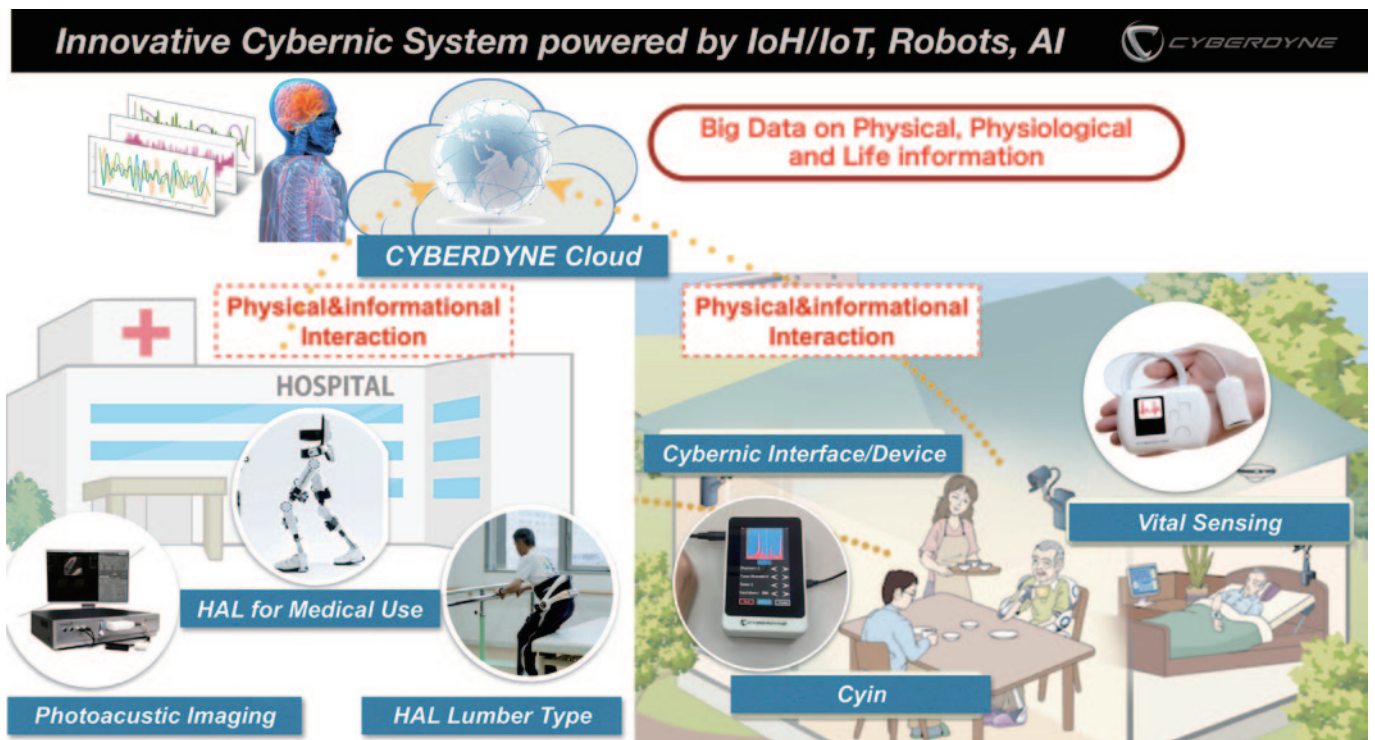 Innovative Cybernic System powered by IoH/IoT, Robots, AI
CYBERDYNE
Big Data on Physical, Physiological
and Life information
CYBERDYNE Cloud
Physical&informational
Interaction
Physical&informational
Interaction
HOSPITAL
Cybernic Interface/Device
Vital Sensing
HAL for Medical Use
CYBERDYNE
Cyin
Photoacustic Imaging
HAL Lumber Type